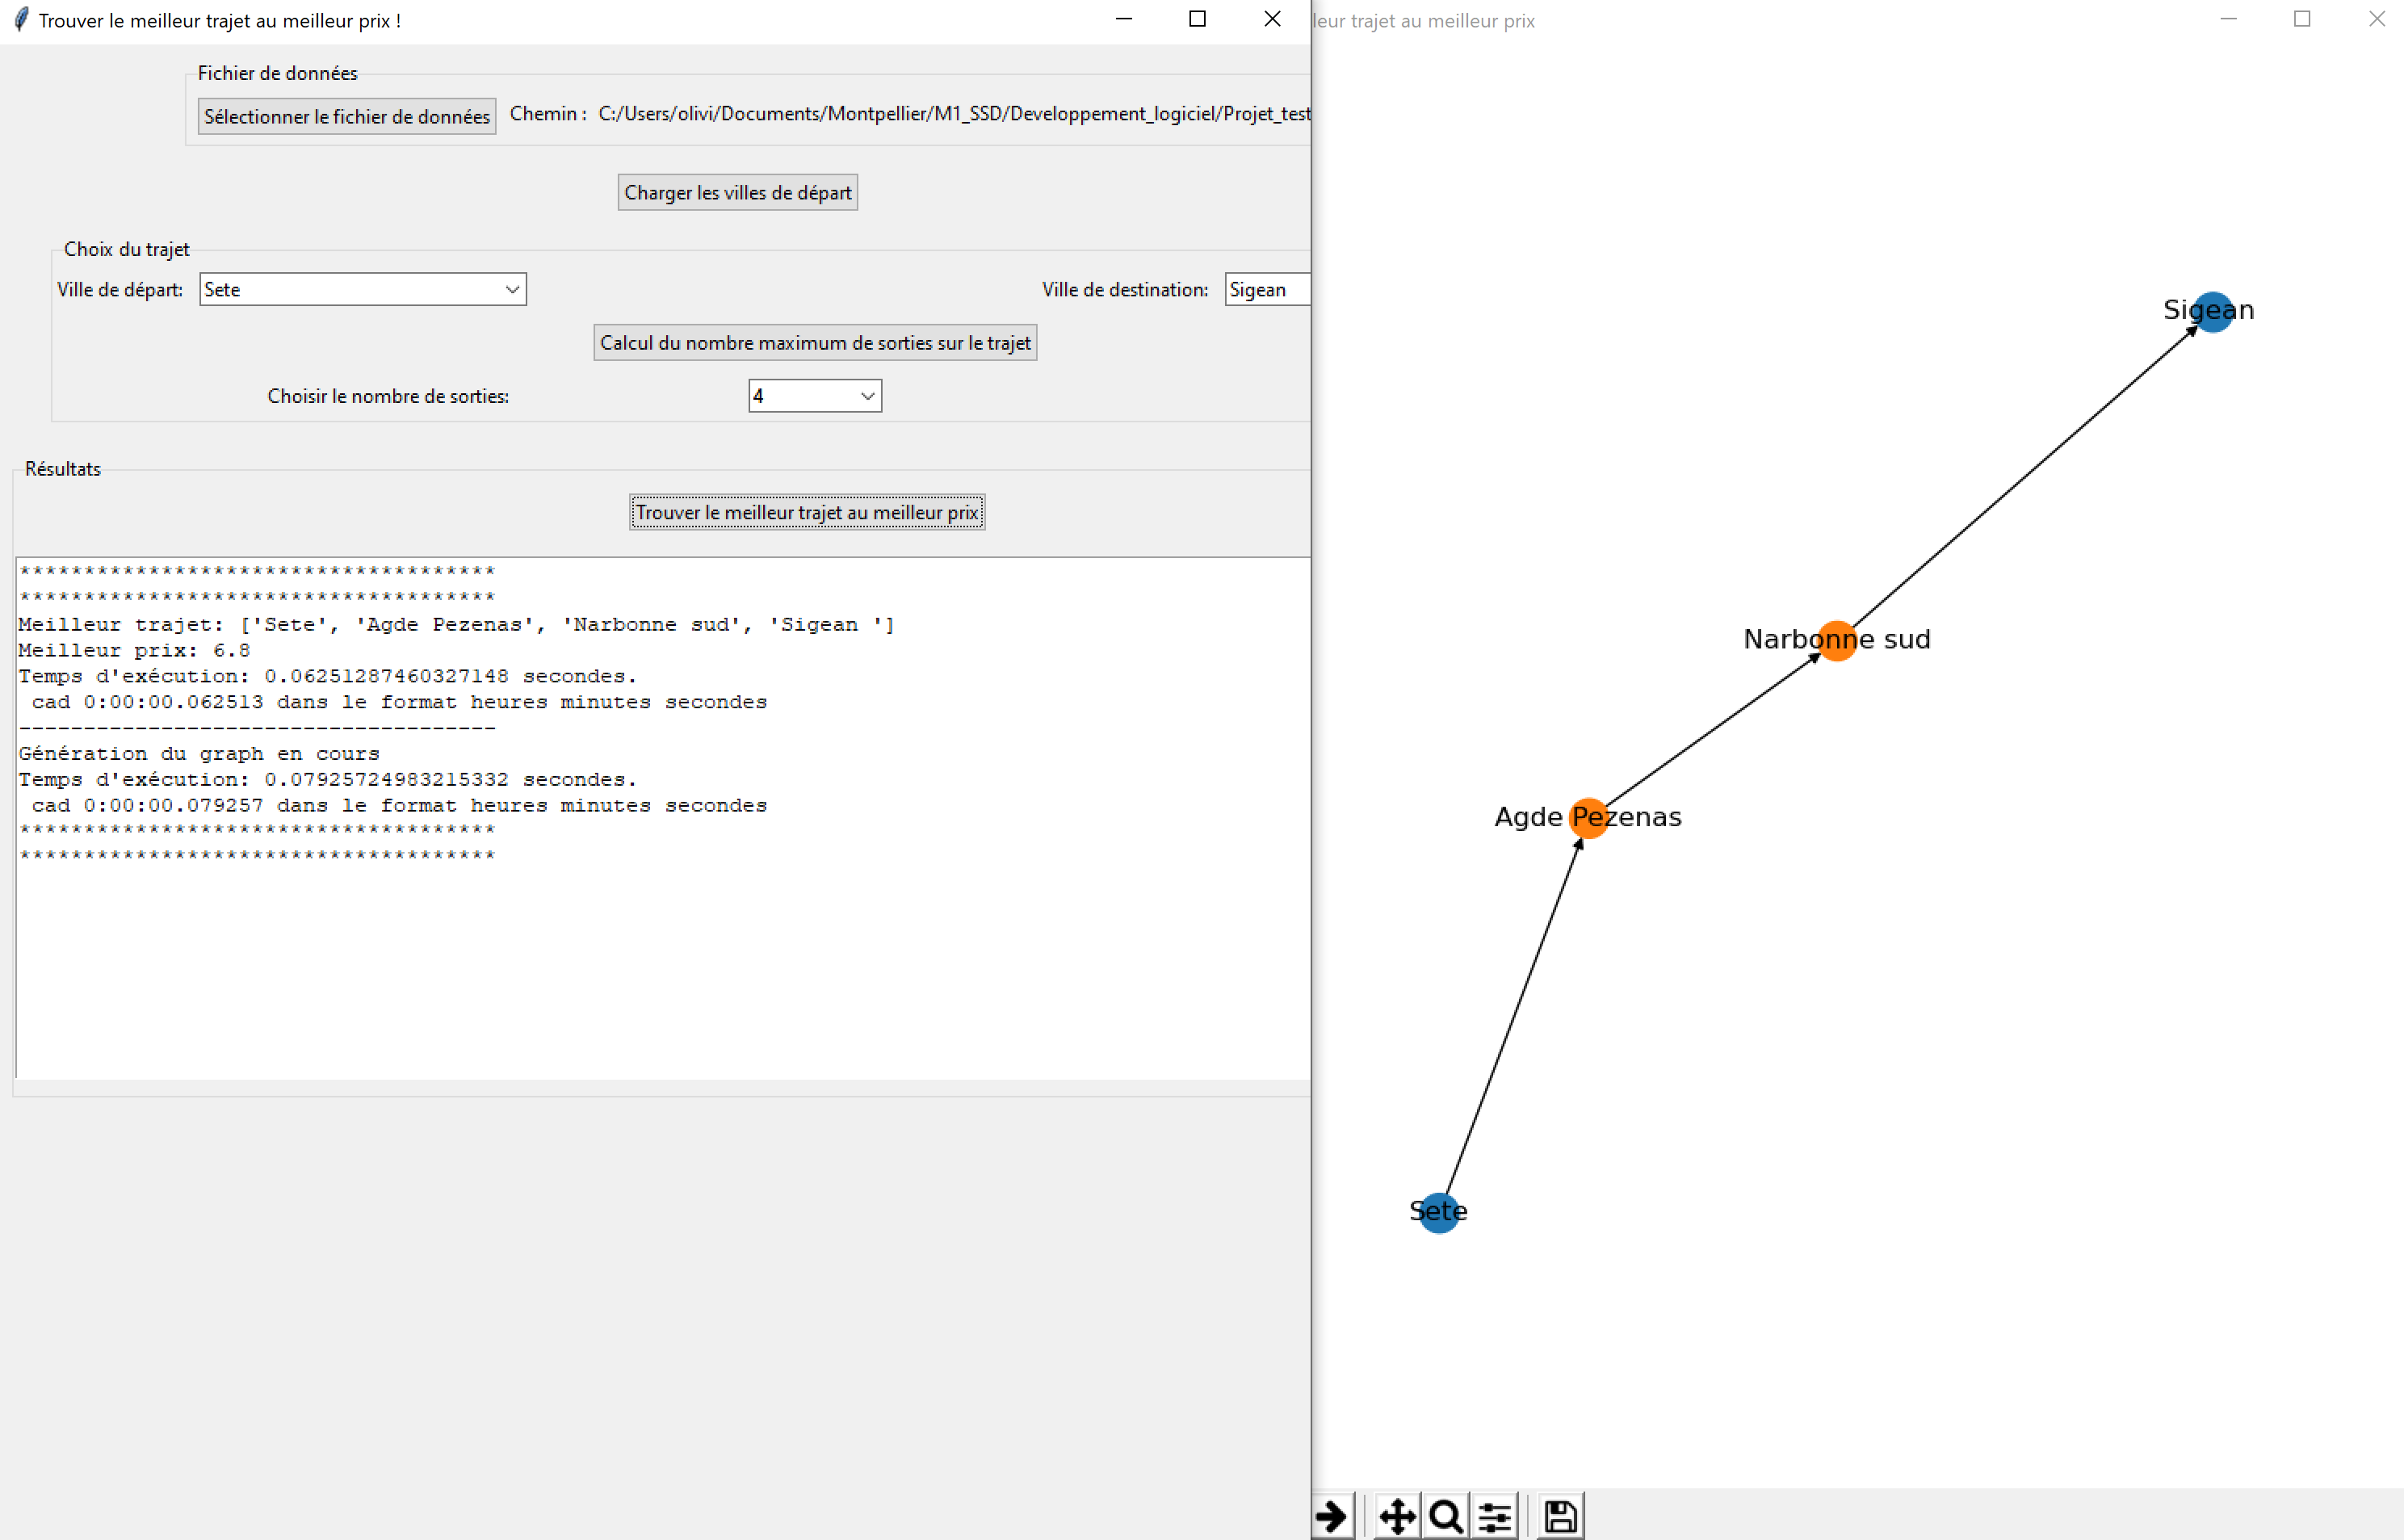 Trouver le meilleur trajet au meilleur prix !
Fichier de données
Sélectionner le fichier de données Chemin : C:/Users/olivi/Documents/Montpellier/M1_SSD/Developpement_logiciel/Projet_test
Charger les villes de départ
Choix du trajet
Ville de départ: Sete Ville de destination: Sigean
Calcul du nombre maximum de sorties sur le trajet
Choisir le nombre de sorties: 4
Résultats
Trouver le meilleur trajet au meilleur prix
*************************************
*************************************
Meilleur trajet: ['Sete', 'Agde Pezenas', 'Narbonne sud', 'Sigean ']
Meilleur prix: 6.8
Temps d'exécution: 0.06251287460327148 secondes.
cad 0:00:00.062513 dans le format heures minutes secondes
-------------------------------------
Génération du graph en cours
Temps d'exécution: 0.07925724983215332 secondes.
cad 0:00:00.079257 dans le format heures minutes secondes
*************************************
*************************************
leur trajet au meilleur prix
Sigean
Narbonne sud
Agde Pezenas
Sete